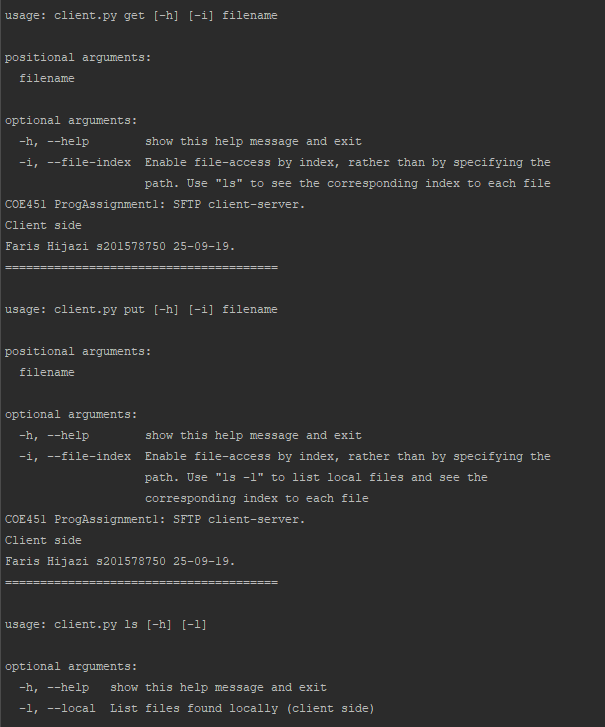 usage: client.py get [-h] [-i] filename
positional arguments:
filename
optional arguments:
-h, --help show this help message and exit
-i, --file-index Enable file-access by index, rather than by specifying the
path. Use "ls" to see the corresponding index to each file
COE451 ProgAssignment1: SFTP client-server.
Client side
Faris Hijazi s201578750 25-09-19.
=======================================
usage: client.py put [-h] [-i] filename
positional arguments:
filename
optional arguments:
-h, --help show this help message and exit
-i, --file-index Enable file-access by index, rather than by specifying the
path. Use "ls -l" to list local files and see the
corresponding index to each file
COE451 ProgAssignment1: SFTP client-server.
Client side
Faris Hijazi s201578750 25-09-19.
=======================================
usage: client.py ls [-h] [-l]
optional arguments:
-h, --help show this help message and exit
-l, --local List files found locally (client side)